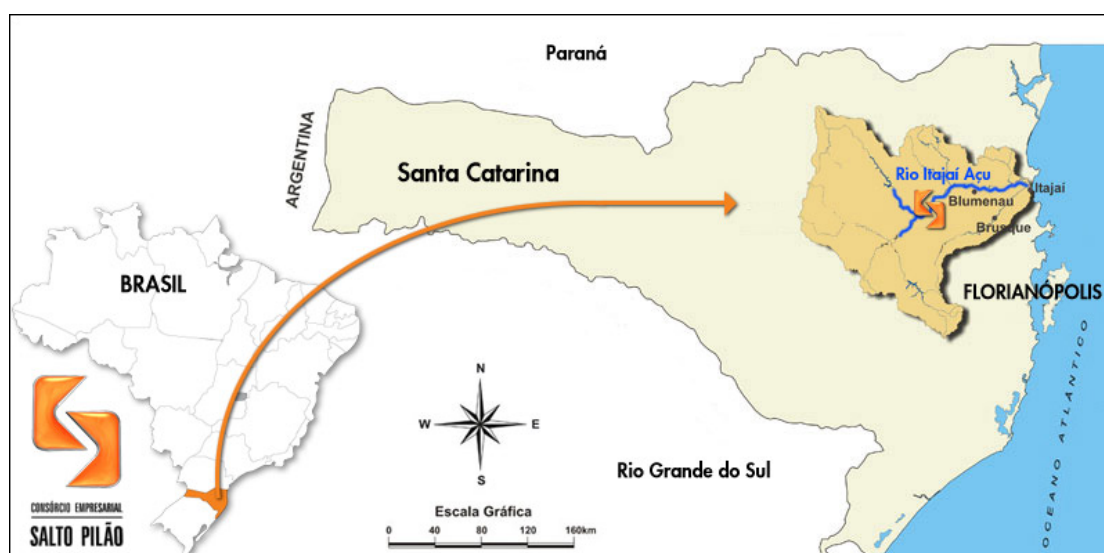 Paraná
ARGENTINA
Santa Catarina
Rio Itajaí Açu
Itajaí
Blumenau
Brusque
BRASIL
FLORIANÓPOLIS
OCEANO ATLÂNTICO
N
W
E
S
Rio Grande do Sul
CONSÓRCIO EMPRESARIAL
SALTO PILÃO
Escala Gráfica
0 40 80 120 160km